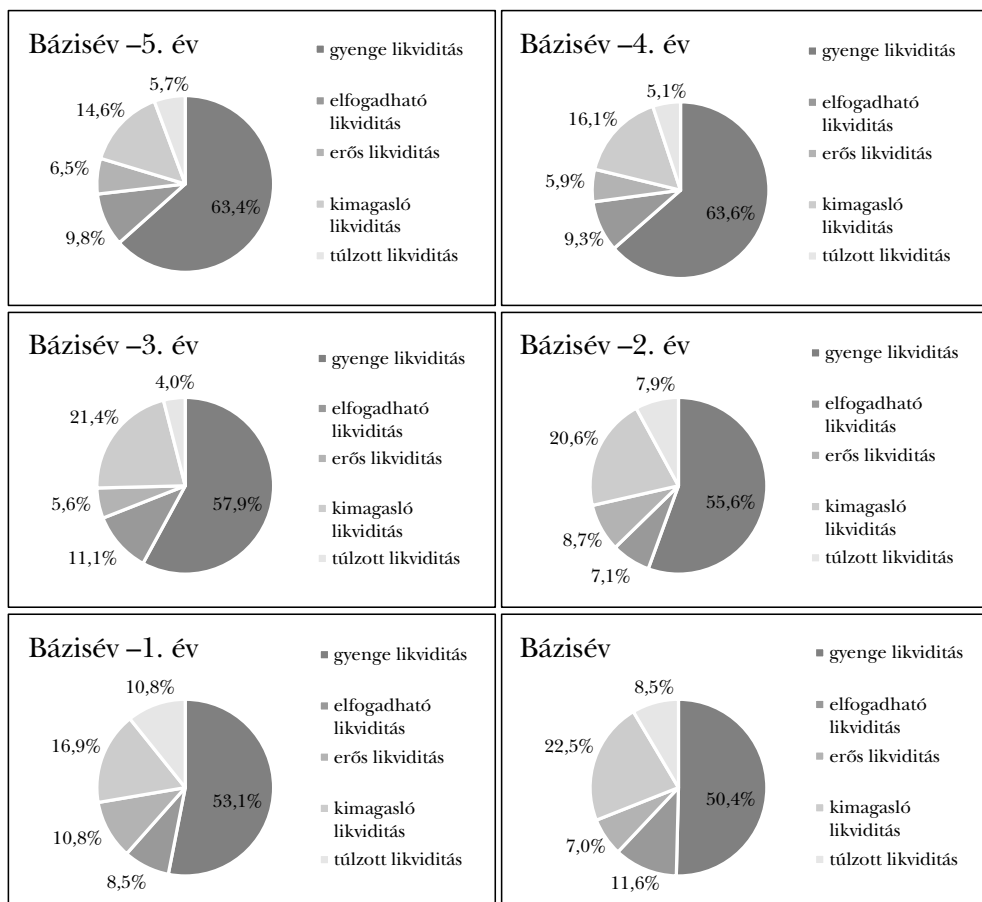 Bázisév –5. év
5,7%
14,6%
6,5%
9,8%
63,4%
gyenge likviditás
elfogadható
likviditás
erős likviditás
kimagasló
likviditás
túlzott likviditás
Bázisév –4. év
5,1%
16,1%
5,9%
9,3%
63,6%
gyenge likviditás
elfogadható
likviditás
erős likviditás
kimagasló
likviditás
túlzott likviditás
Bázisév –3. év
4,0%
21,4%
5,6%
11,1%
57,9%
gyenge likviditás
elfogadható
likviditás
erős likviditás
kimagasló
likviditás
túlzott likviditás
Bázisév –2. év
7,9%
20,6%
8,7%
7,1%
55,6%
gyenge likviditás
elfogadható
likviditás
erős likviditás
kimagasló
likviditás
túlzott likviditás
Bázisév –1. év
10,8%
16,9%
10,8%
8,5%
53,1%
gyenge likviditás
elfogadható
likviditás
erős likviditás
kimagasló
likviditás
túlzott likviditás
Bázisév
8,5%
22,5%
7,0%
11,6%
50,4%
gyenge likviditás
elfogadható
likviditás
erős likviditás
kimagasló
likviditás
túlzott likviditás